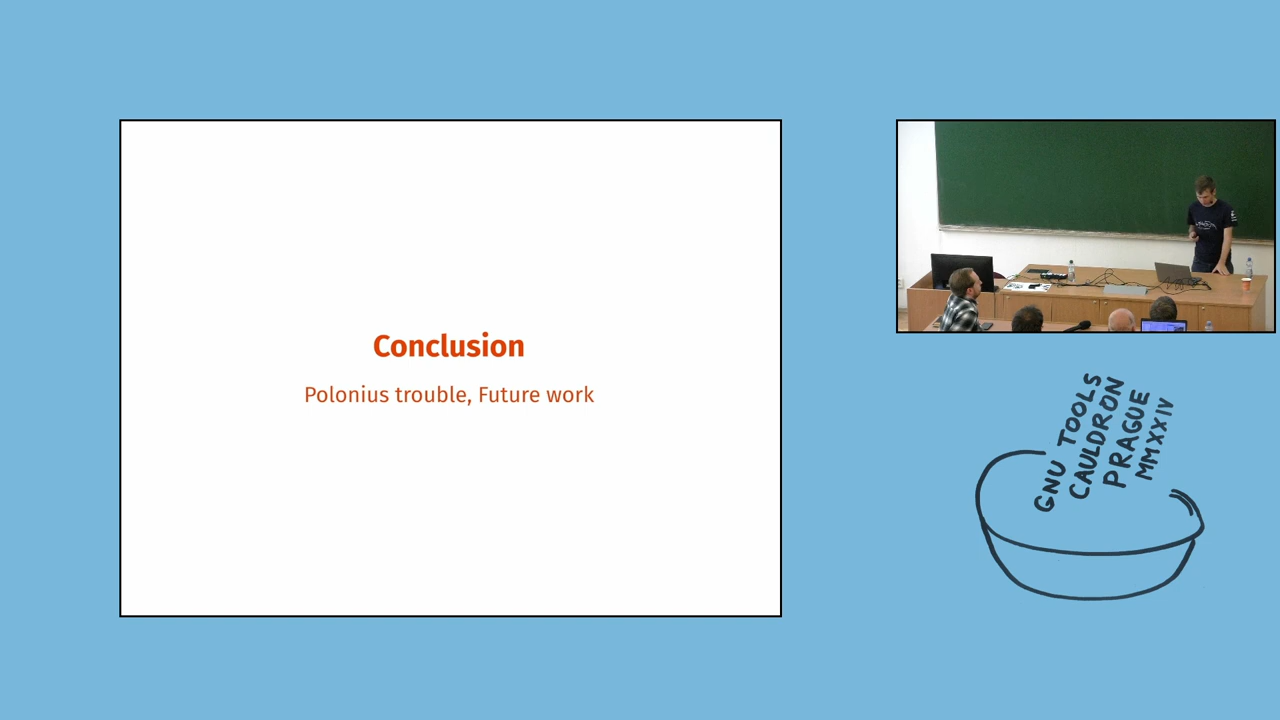 Conclusion
Polonius trouble, Future work
GNU TOOLS
CAULDRON
PRAGUE
MMXXIV